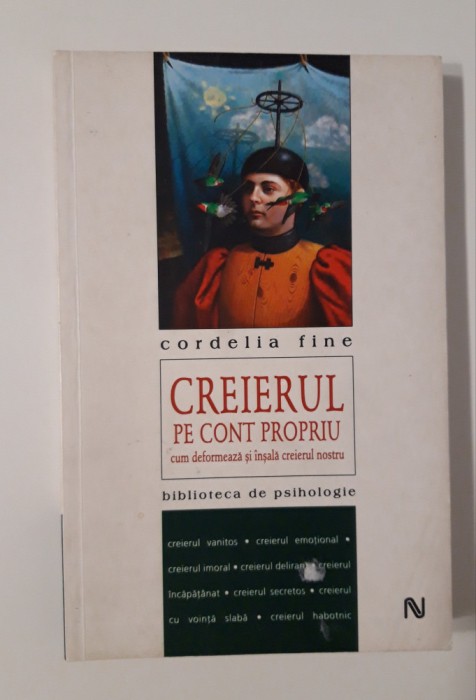 cordelia fine
CREIERUL
PE CONT PROPRIU
cum deformează și înșală creierul nostru
biblioteca de psihologie
creierul vanitos • creierul emoțional •
creierul imoral • creierul delirant • creierul
încăpățânat • creierul secretos • creierul
cu voință slabă • creierul habotnic
N